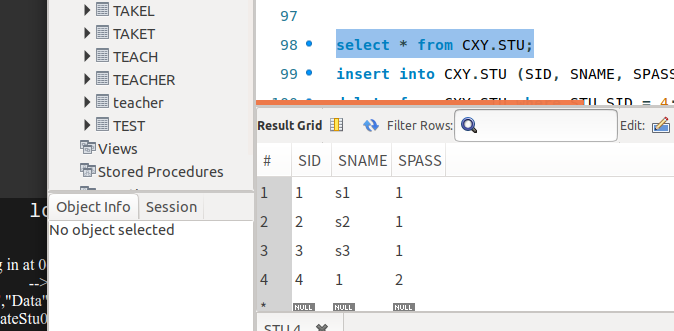 TAKEL
TAKET
TEACH
TEACHER
teacher
TEST
Views
Stored Procedures
Object Info Session
No object selected
97
98 select * from CXY.STU;
99 insert into CXY.STU (SID, SNAME, SPASS
Result Grid Filter Rows: Edit:
# SID SNAME SPASS
1 1 s1 1
2 2 s2 1
3 3 s3 1
4 4 1 2
* NULL NULL NULL
STU 4
g in at 0
-->
","Data"
ateStu0